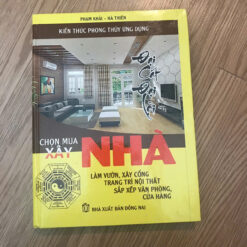 PHẠM KHẢI - HÀ THIỀN
KIẾN THỨC PHONG THỦY ỨNG DỤNG
CHỌN MUA
XÂY NHÀ
LÀM VƯỜN, XÂY CỔNG
TRANG TRÍ NỘI THẤT
SẮP XẾP VĂN PHÒNG,
CỬA HÀNG
NHÀ XUẤT BẢN ĐỒNG NAI